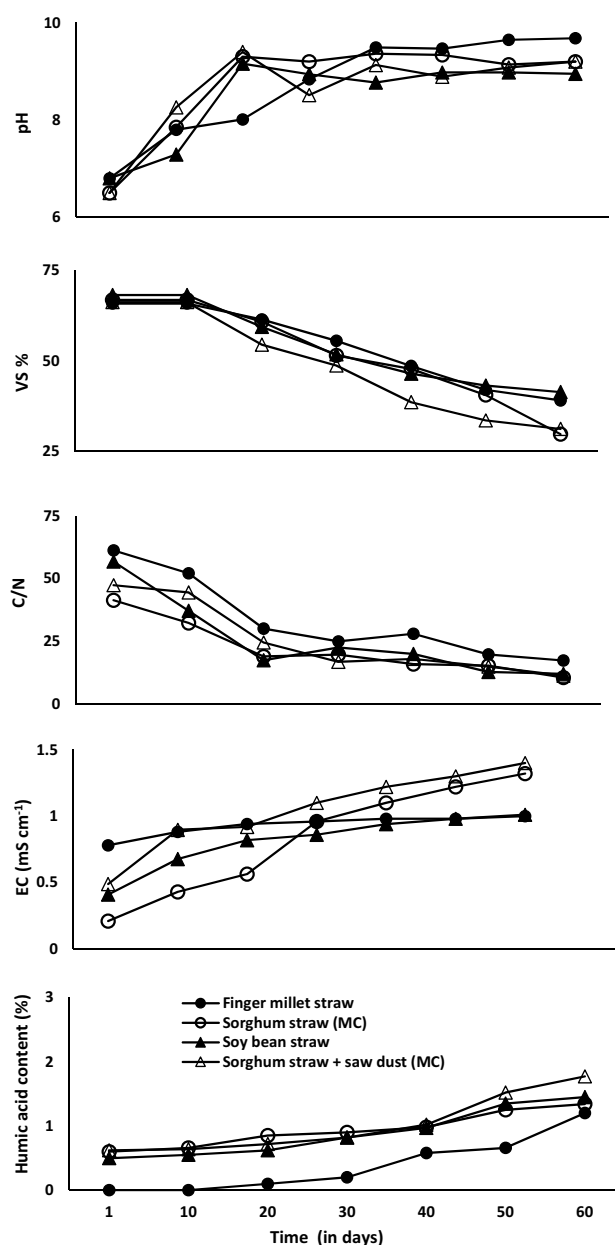 10
8
6
pH
75
50
25
VS %
75
50
25
0
C/N
1.5
1
0.5
0
EC (mS cm⁻¹)
3
2
1
0
Humic acid content (%)
Finger millet straw
Sorghum straw (MC)
Soy bean straw
Sorghum straw + saw dust (MC)
1 10 20 30 40 50 60
Time (in days)